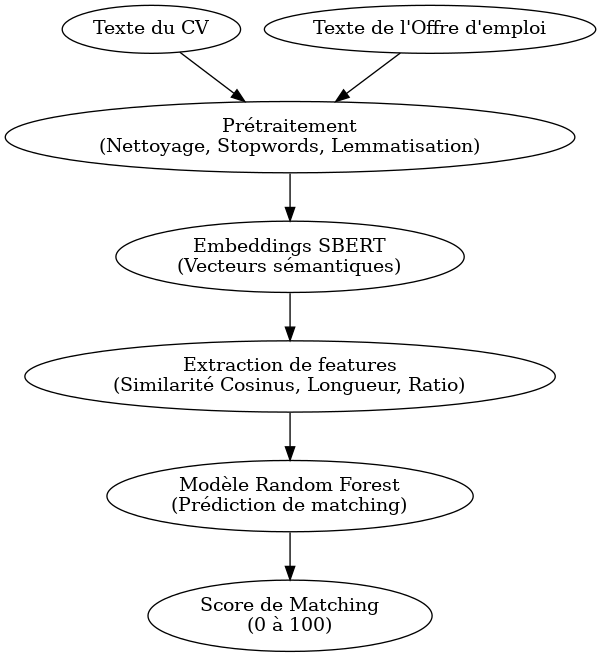 Texte du CV
Texte de l'Offre d'emploi
Prétraitement
(Nettoyage, Stopwords, Lemmatisation)
Embeddings SBERT
(Vecteurs sémantiques)
Extraction de features
(Similarité Cosinus, Longueur, Ratio)
Modèle Random Forest
(Prédiction de matching)
Score de Matching
(0 à 100)